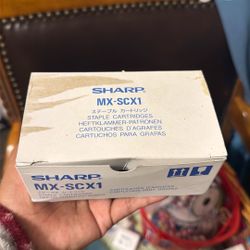 SHARP
MX-SCX1
ステープル カートリッジ
STAPLE CARTRIDGES
HEFTKLAMMER-PATRONEN
CARTOUCHES D'AGRAFES
CARTUCHOS PARA GRAPAS
SHARP
MX-SCX1